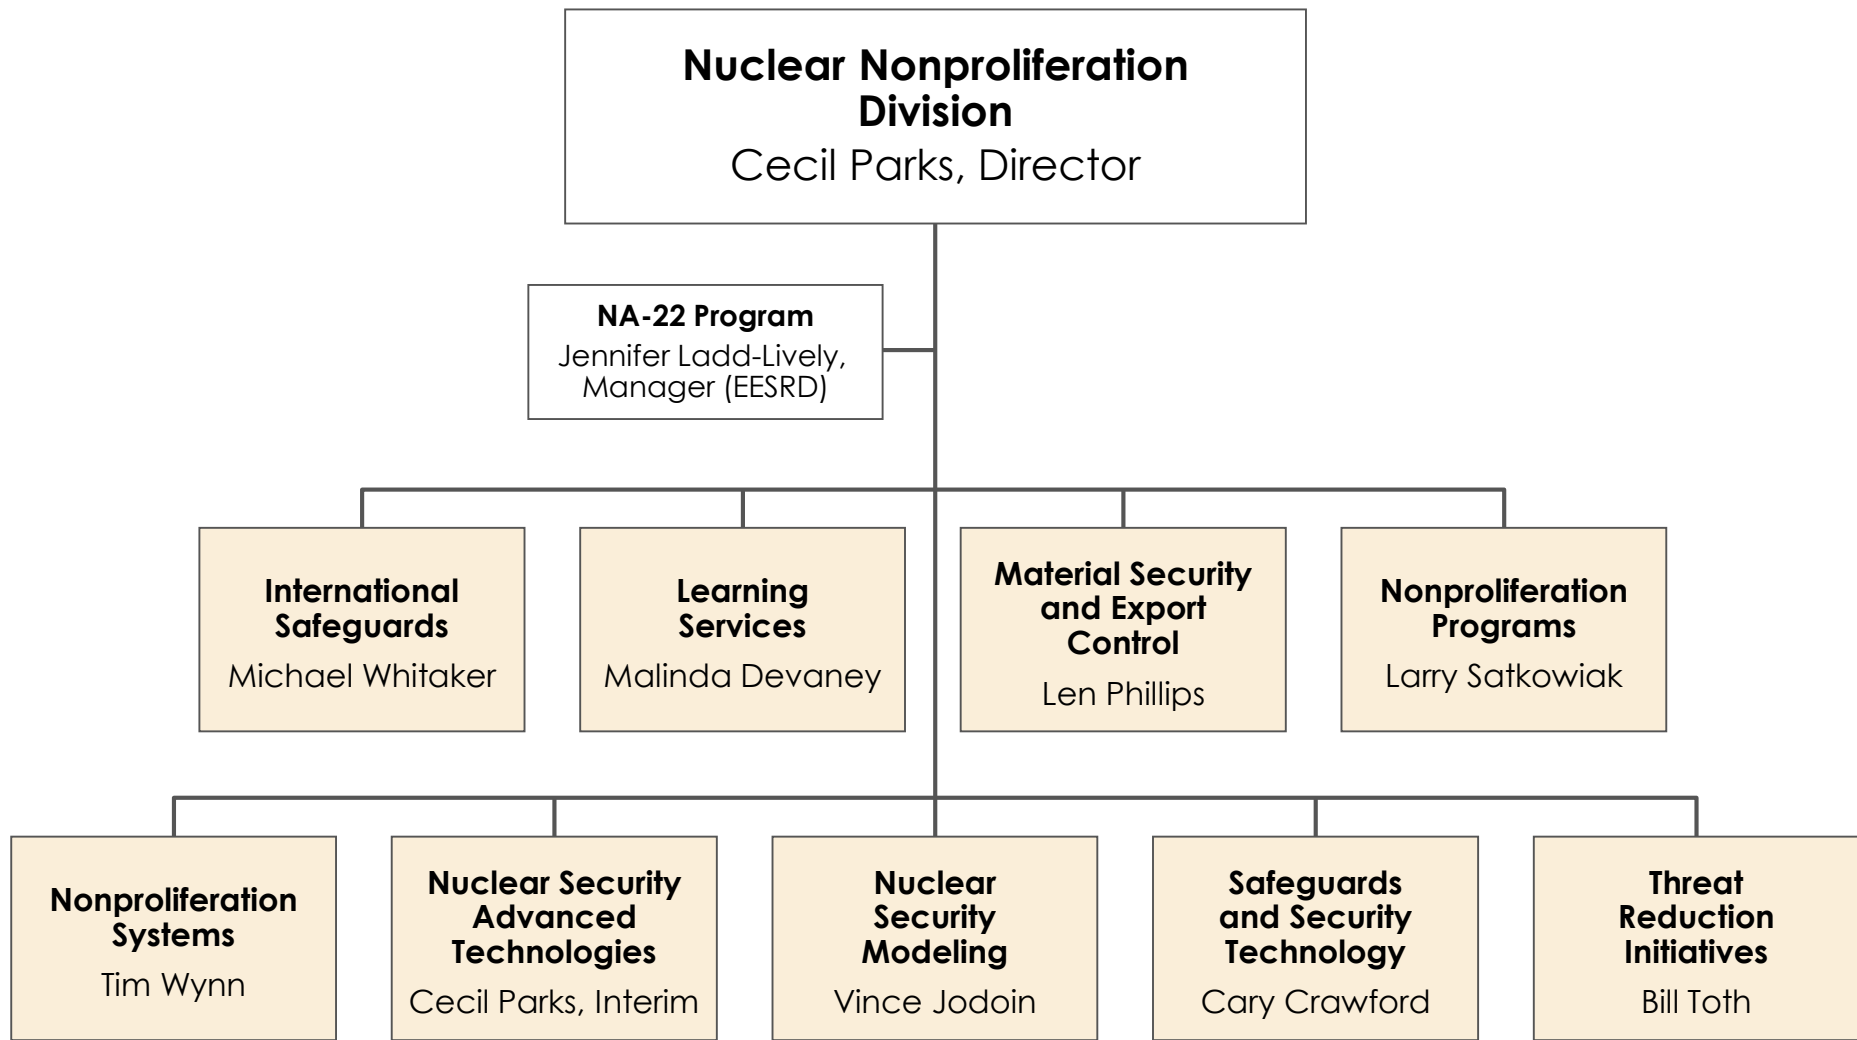 Nuclear Nonproliferation
Division
Cecil Parks, Director
NA-22 Program
Jennifer Ladd-Lively,
Manager (EESRD)
International
Safeguards
Michael Whitaker
Learning
Services
Malinda Devaney
Material Security
and Export
Control
Len Phillips
Nonproliferation
Programs
Larry Satkowiak
Nonproliferation
Systems
Tim Wynn
Nuclear Security
Advanced
Technologies
Cecil Parks, Interim
Nuclear
Security
Modeling
Vince Jodoin
Safeguards
and Security
Technology
Cary Crawford
Threat
Reduction
Initiatives
Bill Toth